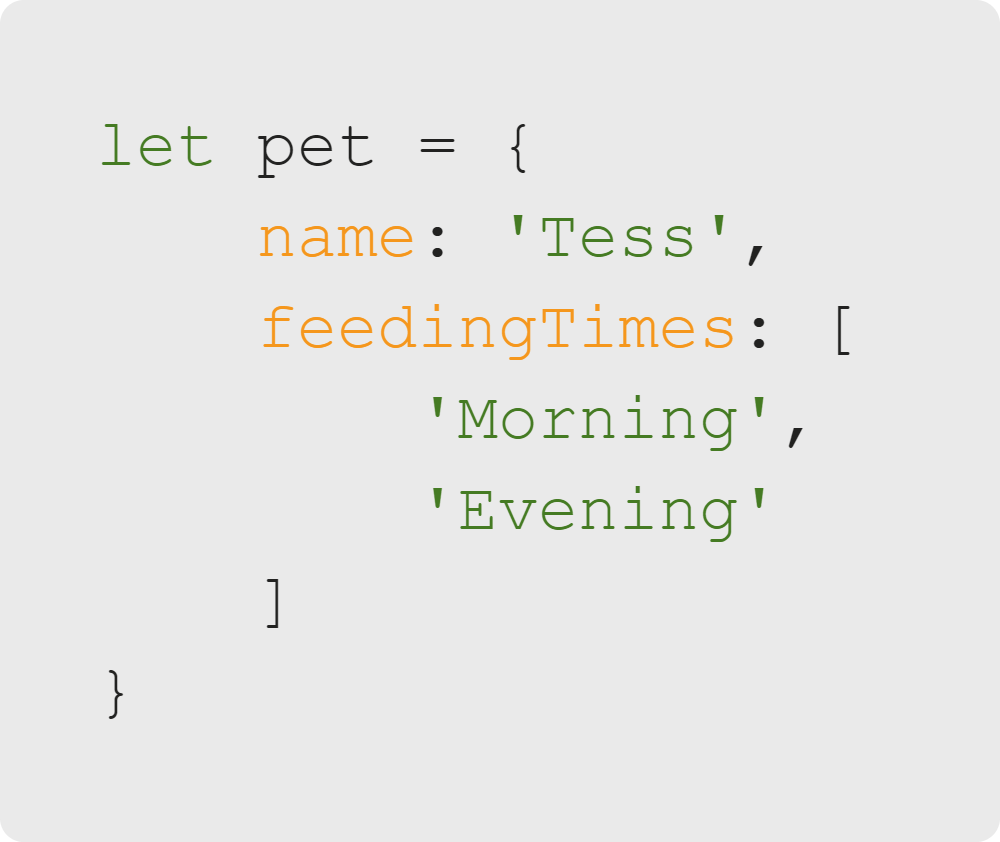 let pet = {
    name: 'Tess',
    feedingTimes: [
        'Morning',
        'Evening'
    ]
}